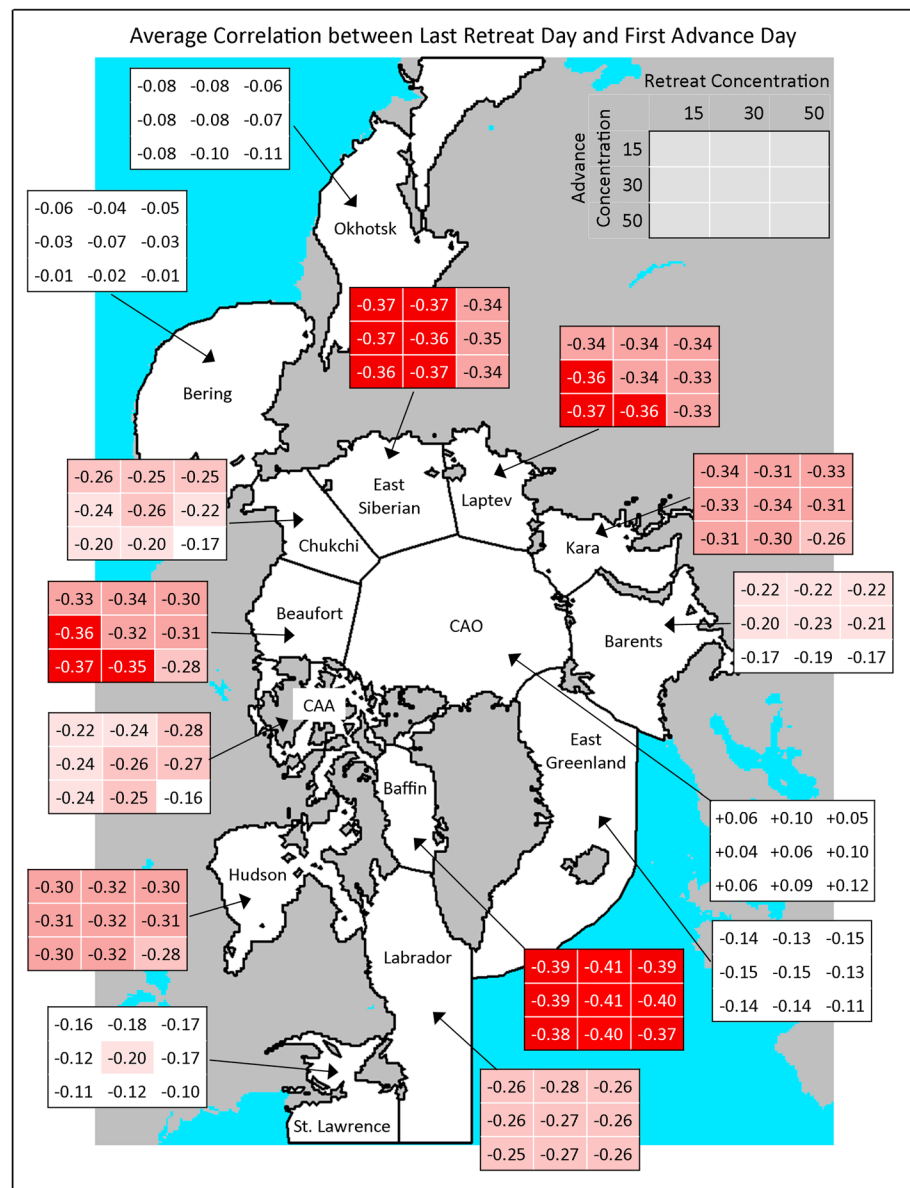 Average Correlation between Last Retreat Day and First Advance Day
-0.08 -0.08 -0.06
-0.08 -0.08 -0.07
-0.08 -0.10 -0.11
Retreat Concentration
15 30 50
Advance
Concentration
15
30
50
-0.06 -0.04 -0.05
-0.03 -0.07 -0.03
-0.01 -0.02 -0.01
Okhotsk
-0.37 -0.37 -0.34
-0.37 -0.36 -0.35
-0.36 -0.37 -0.34
-0.34 -0.34 -0.34
-0.36 -0.34 -0.33
-0.37 -0.36 -0.33
Bering
-0.26 -0.25 -0.25
-0.24 -0.26 -0.22
-0.20 -0.20 -0.17
East
Siberian
Laptev
-0.34 -0.31 -0.33
-0.33 -0.34 -0.31
-0.31 -0.30 -0.26
Chukchi
Kara
-0.33 -0.34 -0.30
-0.36 -0.32 -0.31
-0.37 -0.35 -0.28
Beaufort
CAO
Barents
-0.22 -0.22 -0.22
-0.20 -0.23 -0.21
-0.17 -0.19 -0.17
CAA
-0.22 -0.24 -0.28
-0.24 -0.26 -0.27
-0.24 -0.25 -0.16
East
Greenland
Baffin
+0.06 +0.10 +0.05
+0.04 +0.06 +0.10
+0.06 +0.09 +0.12
Hudson
-0.30 -0.32 -0.30
-0.31 -0.32 -0.31
-0.30 -0.32 -0.28
-0.14 -0.13 -0.15
-0.15 -0.15 -0.13
-0.14 -0.14 -0.11
Labrador
-0.39 -0.41 -0.39
-0.39 -0.41 -0.40
-0.38 -0.40 -0.37
-0.16 -0.18 -0.17
-0.12 -0.20 -0.17
-0.11 -0.12 -0.10
-0.26 -0.28 -0.26
-0.26 -0.27 -0.26
-0.25 -0.27 -0.26
St. Lawrence